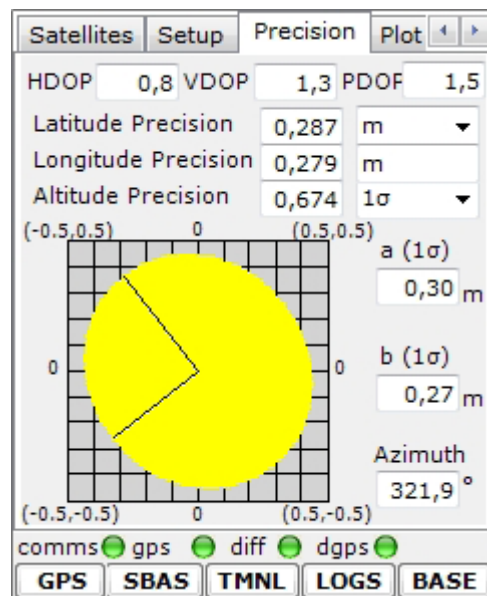 Satellites Setup Precision Plot
HDOP 0,8 VDOP 1,3 PDOP 1,5
Latitude Precision 0,287 m
Longitude Precision 0,279 m
Altitude Precision 0,674 1σ
(-0.5,0.5) 0 (0.5,0.5)
a (1σ)
0,30 m
0 0
b (1σ)
0,27 m
Azimuth
321,9 °
(-0.5,-0.5) 0 (0.5,-0.5)
comms gps diff dgps
GPS SBAS TMNL LOGS BASE